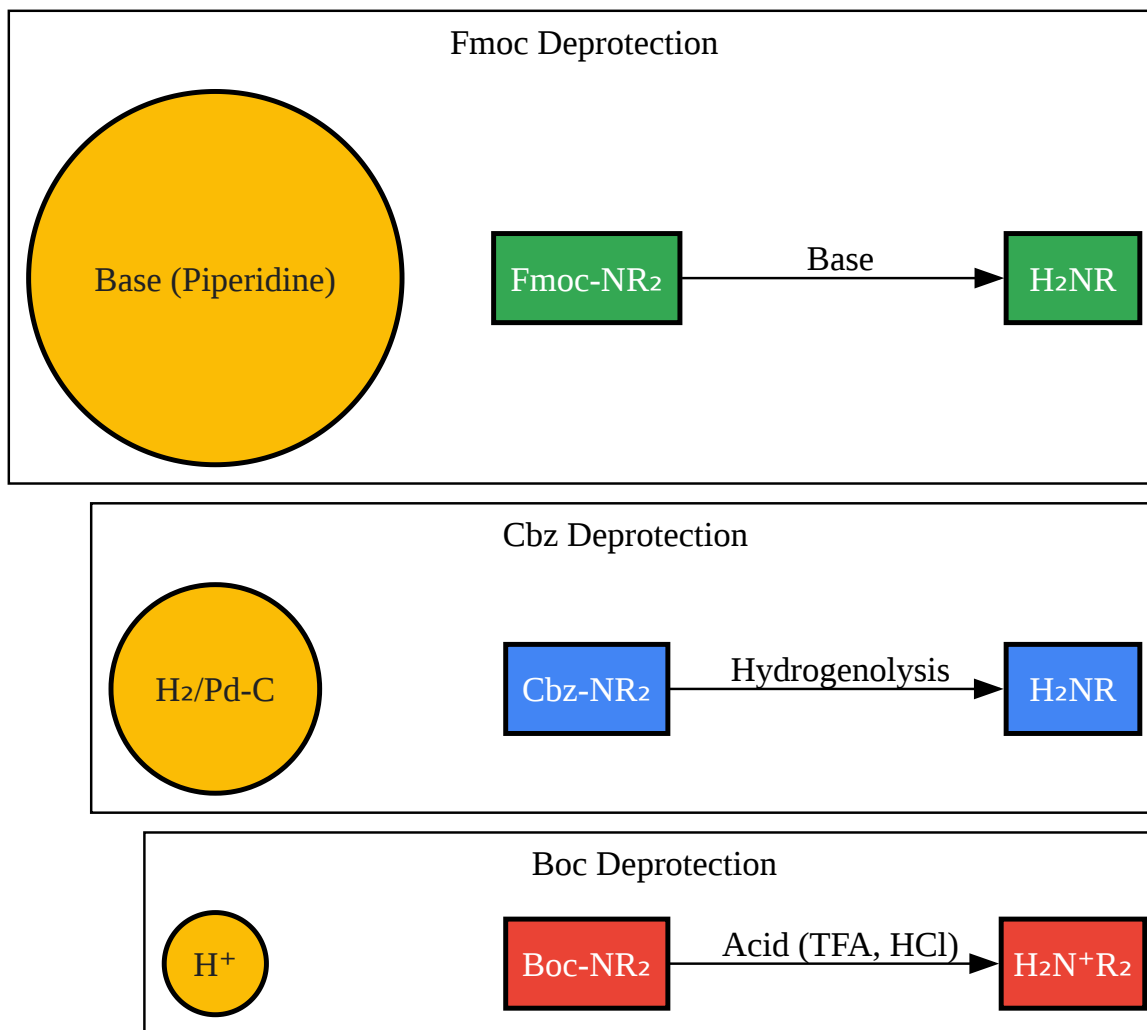 Fmoc Deprotection
Base (Piperidine)
Fmoc-NR₂
Base
H₂NR
Cbz Deprotection
H₂/Pd-C
Cbz-NR₂
Hydrogenolysis
H₂NR
Boc Deprotection
H⁺
Boc-NR₂
Acid (TFA, HCl)
H₂N⁺R₂